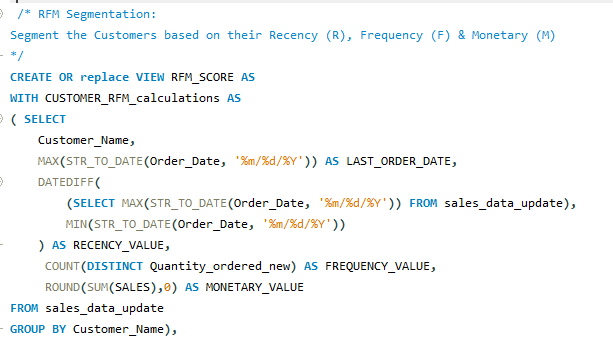 /* RFM Segmentation:
Segment the Customers based on their Recency (R), Frequency (F) & Monetary (M)
*/
CREATE OR replace VIEW RFM_SCORE AS
WITH CUSTOMER_RFM_calculations AS
( SELECT
Customer_Name,
MAX(STR_TO_DATE(Order_Date, '%m/%d/%Y')) AS LAST_ORDER_DATE,
DATEDIFF(
(SELECT MAX(STR_TO_DATE(Order_Date, '%m/%d/%Y')) FROM sales_data_update),
MIN(STR_TO_DATE(Order_Date, '%m/%d/%Y'))
) AS RECENCY_VALUE,
COUNT(DISTINCT Quantity_ordered_new) AS FREQUENCY_VALUE,
ROUND(SUM(SALES),0) AS MONETARY_VALUE
FROM sales_data_update
GROUP BY Customer_Name),